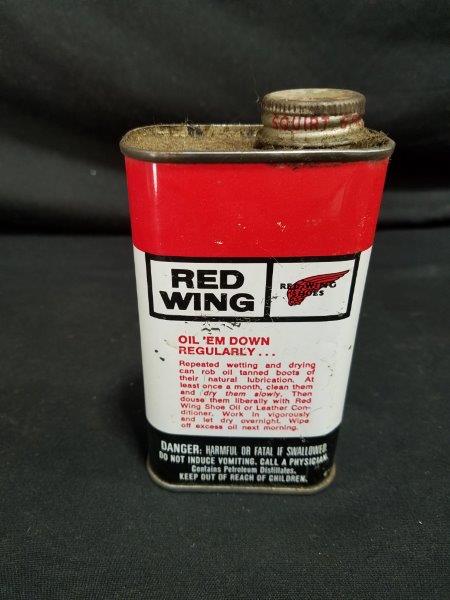 SQUIRT
RED
WING
RED WING
SHOES
OIL 'EM DOWN
REGULARLY...
Repeated wetting and drying
can rob oil tanned boots of
their natural lubrication. At
least once a month, clean them
and dry them slowly. Then
douse them liberally with Red
Wing Shoe Oil or Leather Con-
ditioner. Work in vigorously
and let dry overnight. Wipe
off excess oil next morning.
DANGER: HARMFUL OR FATAL IF SWALLOWED.
DO NOT INDUCE VOMITING. CALL A PHYSICIAN.
Contains Petroleum Distillates.
KEEP OUT OF REACH OF CHILDREN.